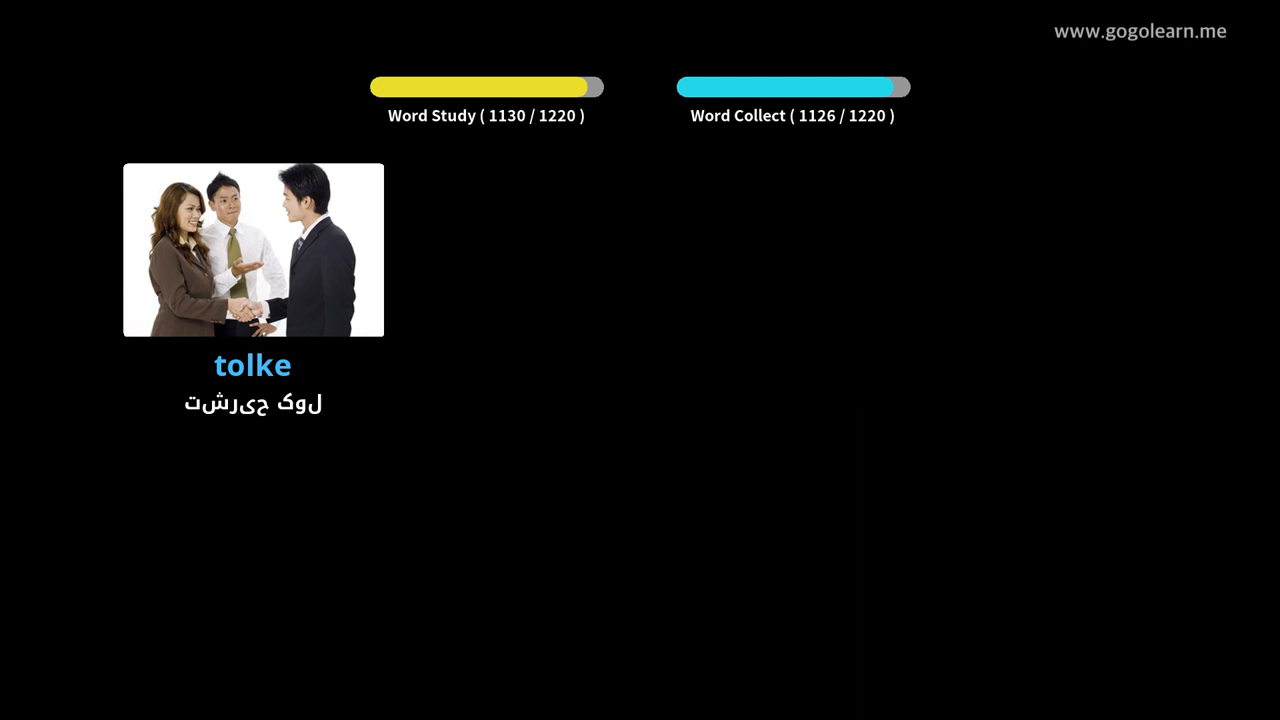 www.gogolearn.me
Word Study ( 1130 / 1220 )
Word Collect ( 1126 / 1220 )
tolke
تشریح کول